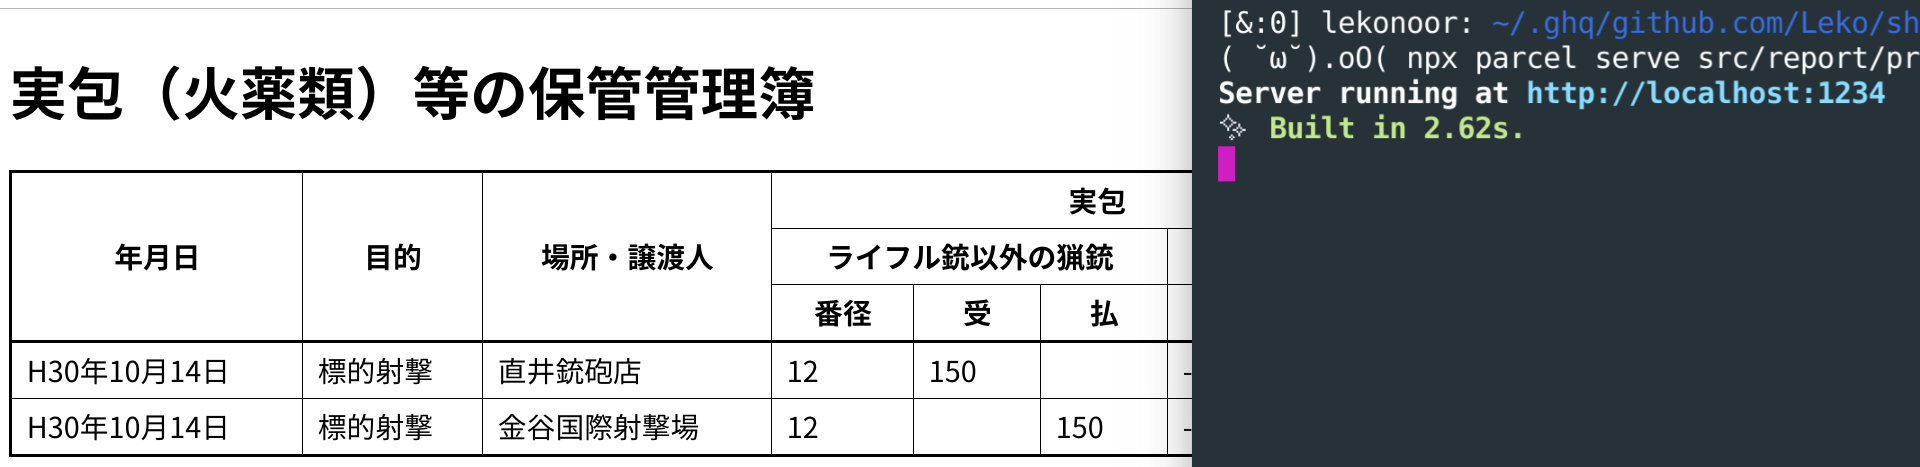 実包（火薬類）等の保管管理簿
実包
年月日 目的 場所・譲渡人 ライフル銃以外の猟銃
番径 受 払
H30年10月14日 標的射撃 直井銃砲店 12 150 -
H30年10月14日 標的射撃 金谷国際射撃場 12 150 -
[&:0] lekonoor: ~/.ghq/github.com/Leko/sh
( ˘ω˘).oO( npx parcel serve src/report/pr
Server running at http://localhost:1234
✨ Built in 2.62s.